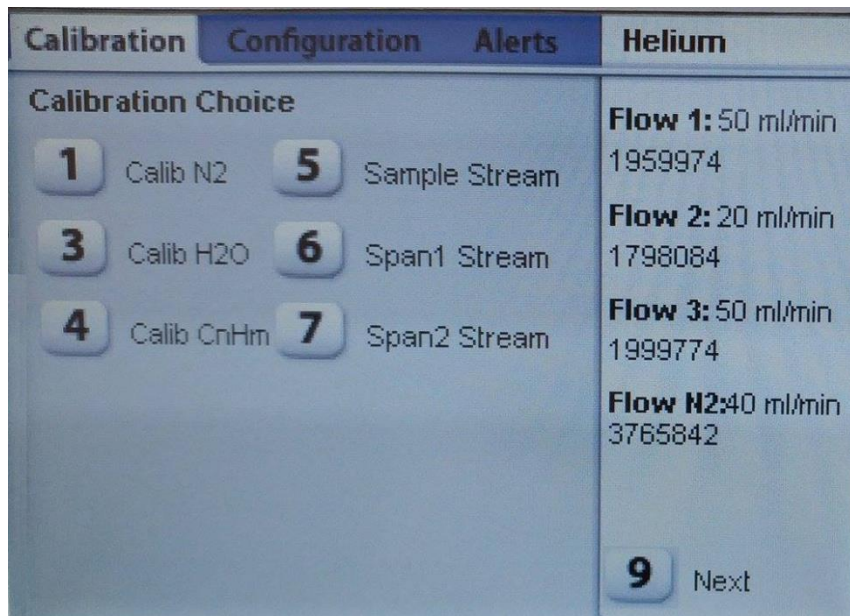 Calibration Configuration Alerts Helium
Calibration Choice
1 Calib N2 5 Sample Stream
3 Calib H2O 6 Span1 Stream
4 Calib CnHm 7 Span2 Stream
Flow 1: 50 ml/min
1959974
Flow 2: 20 ml/min
1798084
Flow 3: 50 ml/min
1999774
Flow N2:40 ml/min
3765842
9 Next